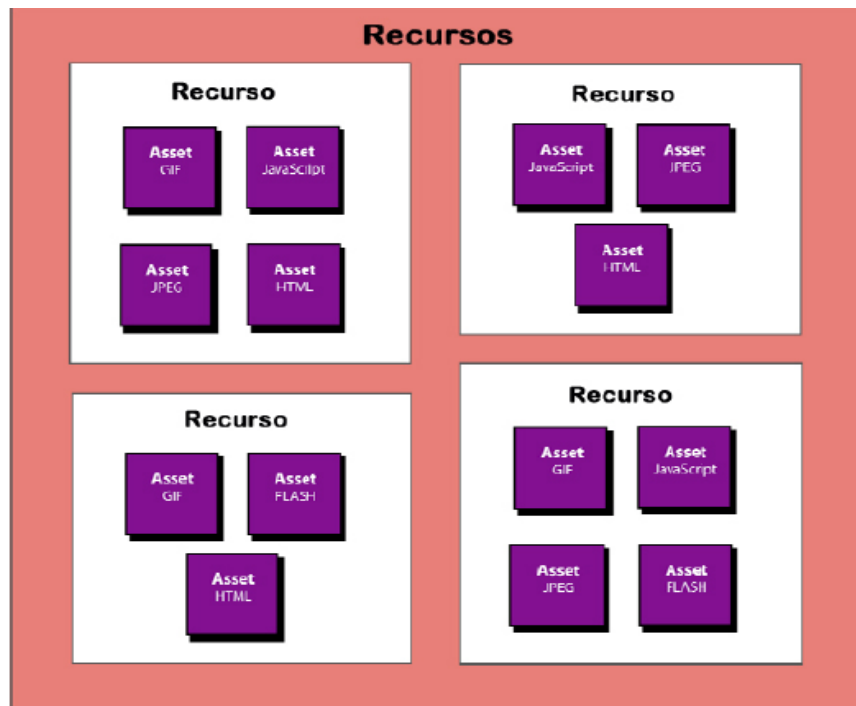 Recursos
Recurso
Asset
GIF
Asset
JavaScript
Asset
JPEG
Asset
HTML
Recurso
Asset
JavaScript
Asset
JPEG
Asset
HTML
Recurso
Asset
GIF
Asset
FLASH
Asset
HTML
Recurso
Asset
GIF
Asset
JavaScript
Asset
JPEG
Asset
FLASH